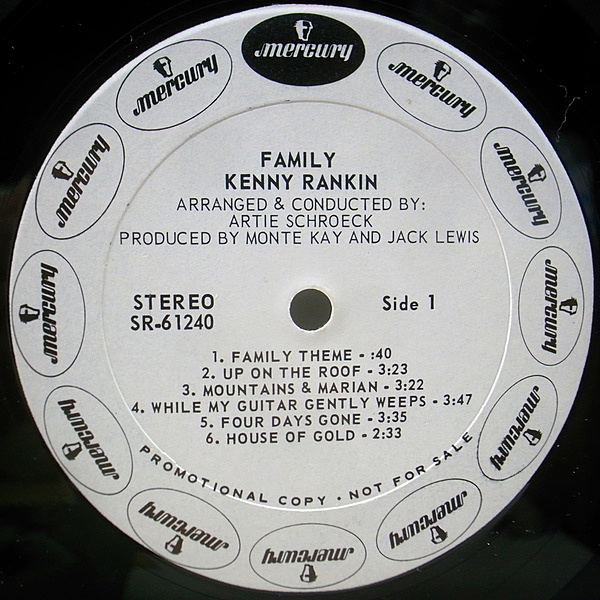 mercury
mercury
mercury
mercury
mercury
mercury
mercury
mercury
mercury
mercury
mercury
mercury
FAMILY
KENNY RANKIN
ARRANGED & CONDUCTED BY:
ARTIE SCHROECK
PRODUCED BY MONTE KAY AND JACK LEWIS
STEREO
SR-61240
Side 1
1. FAMILY THEME - :40
2. UP ON THE ROOF - 3:23
3. MOUNTAINS & MARIAN - 3:22
4. WHILE MY GUITAR GENTLY WEEPS - 3:47
5. FOUR DAYS GONE - 3:35
6. HOUSE OF GOLD - 2:33
PROMOTIONAL COPY • NOT FOR SALE